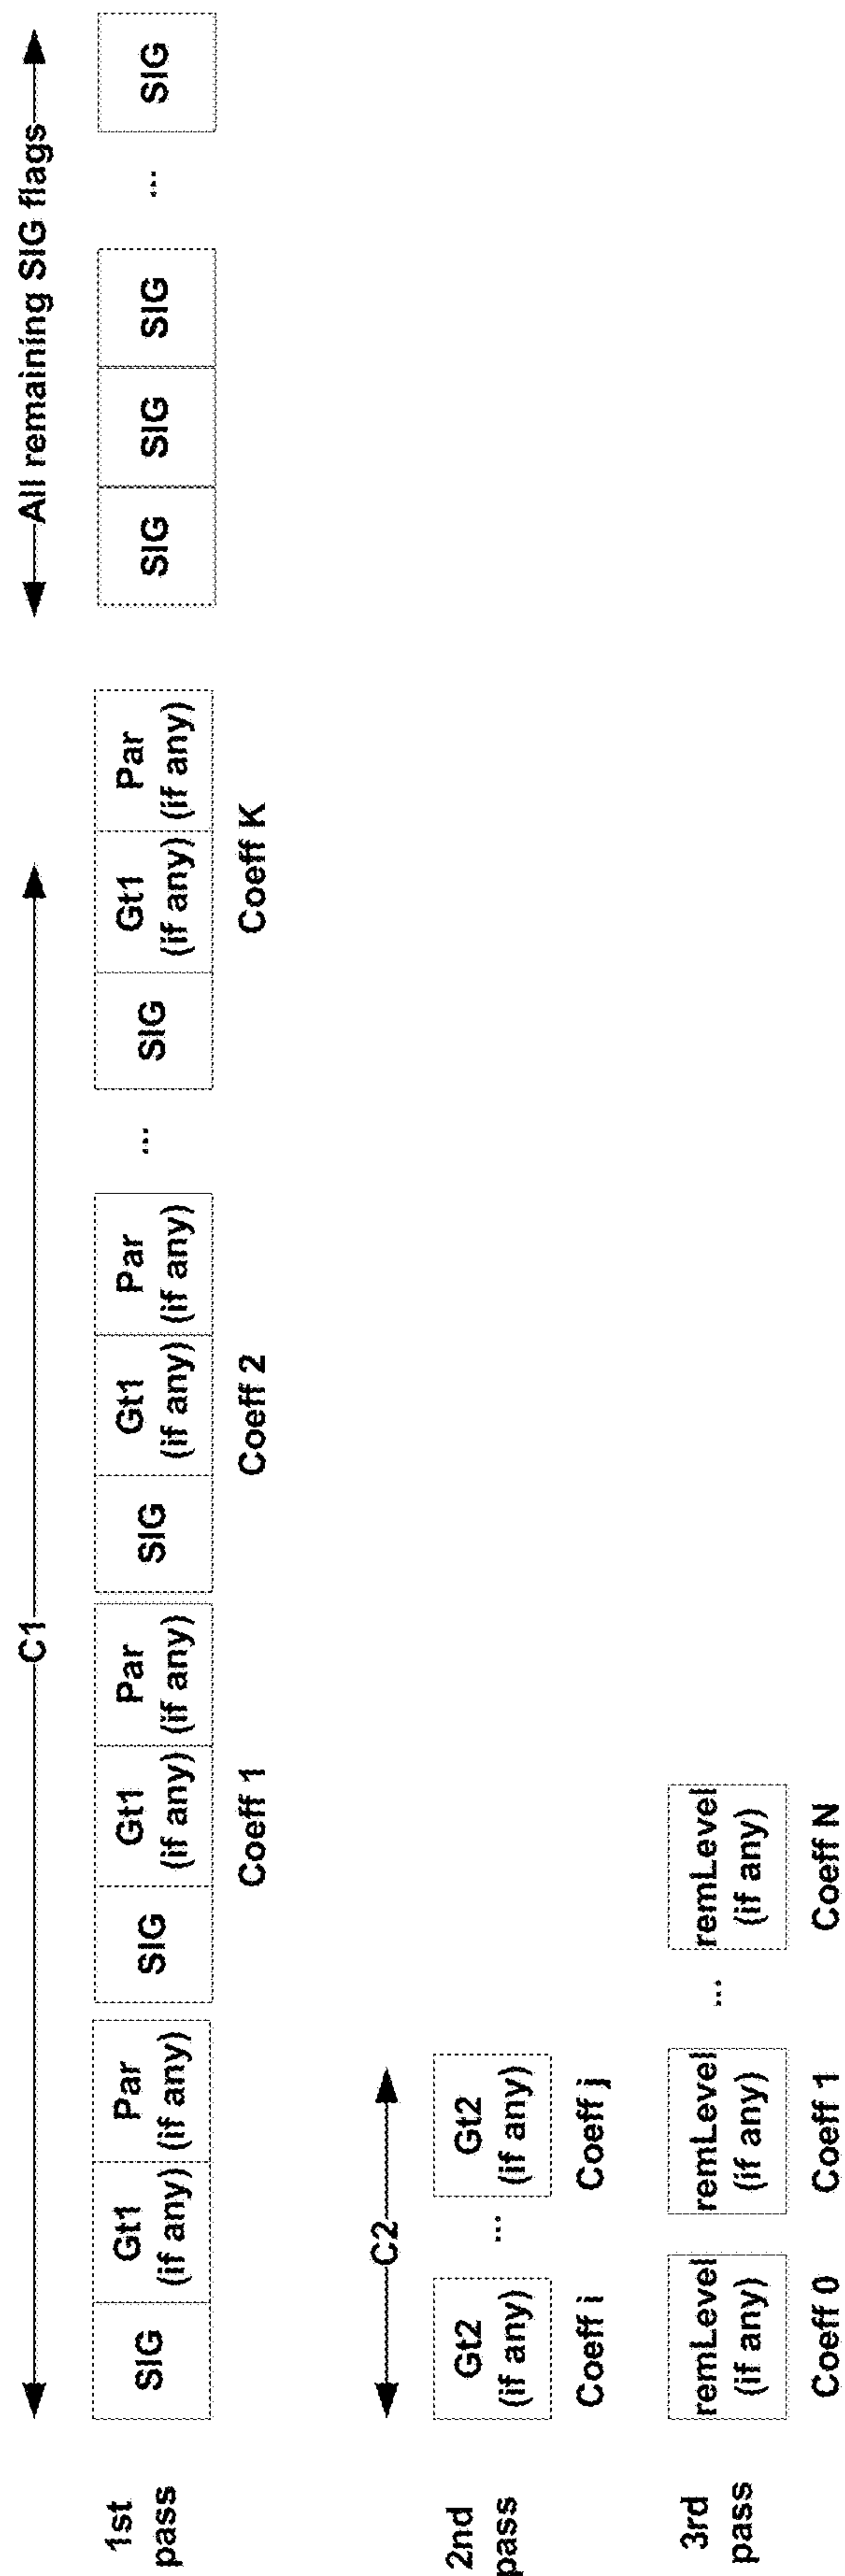 C1
All remaining SIG flags
1st
pass
SIG
Gt1
(if any)
Par
(if any)
SIG
Gt1
(if any)
Par
(if any)
SIG
Gt1
(if any)
Par
(if any)
...
SIG
Gt1
(if any)
Par
(if any)
SIG
SIG
SIG
...
SIG
Coeff 1
Coeff 2
Coeff K
C2
2nd
pass
Gt2
(if any)
...
Gt2
(if any)
Coeff i
Coeff j
3rd
pass
remLevel
(if any)
remLevel
(if any)
...
remLevel
(if any)
Coeff 0
Coeff 1
Coeff N